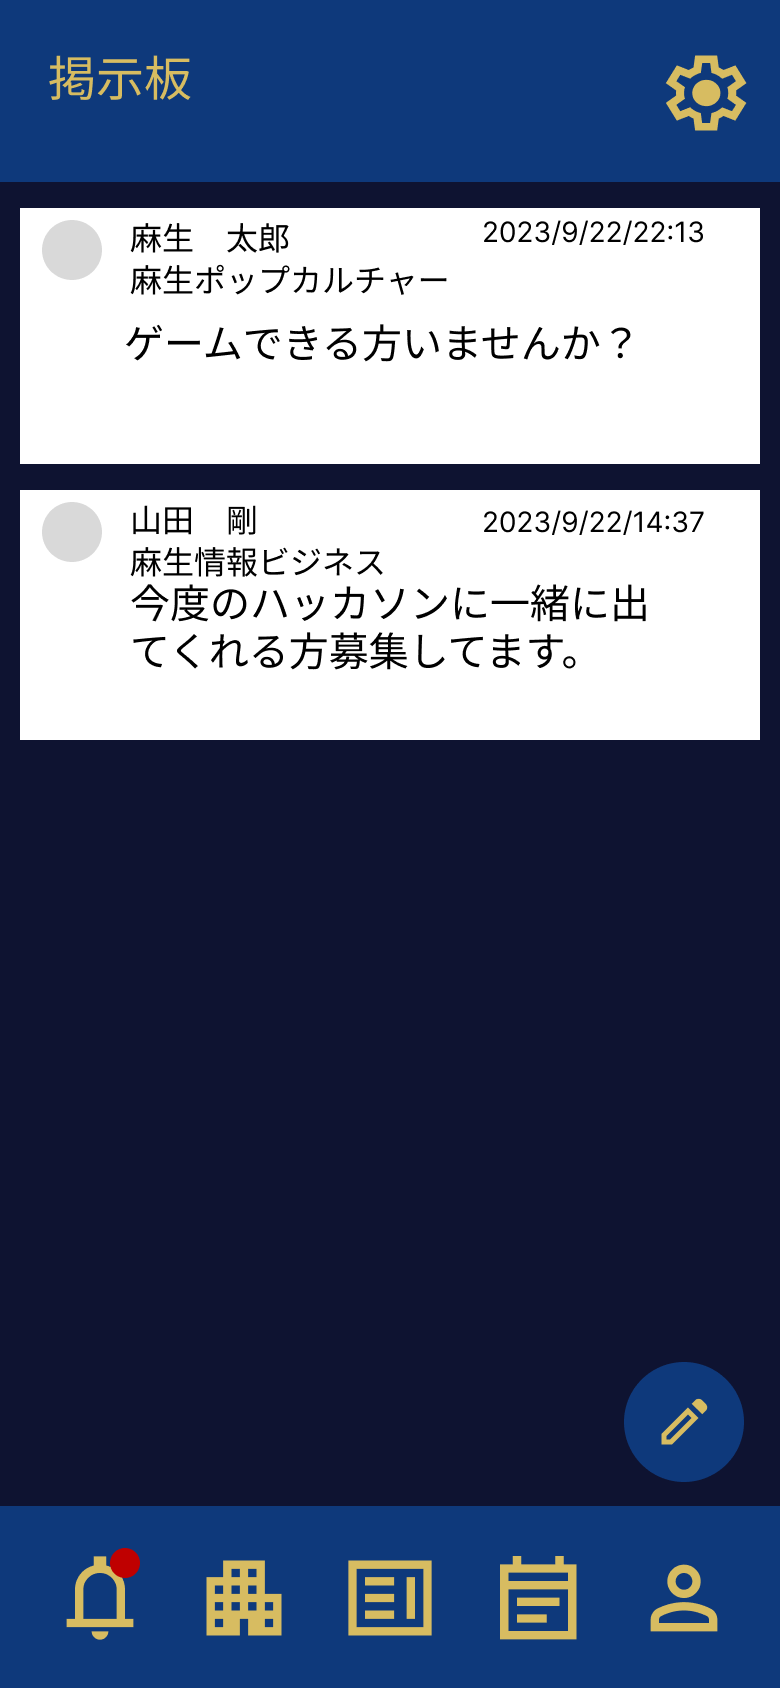 掲示板
麻生　太郎
2023/9/22/22:13
麻生ポップカルチャー
ゲームできる方いませんか？
山田　剛
2023/9/22/14:37
麻生情報ビジネス
今度のハッカソンに一緒に出
てくれる方募集してます。